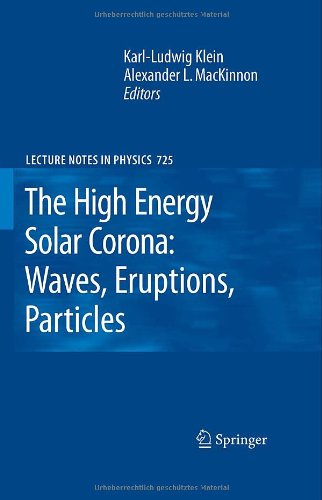 Urheberrechtlich geschütztes Material
Karl-Ludwig Klein
Alexander L. MacKinnon
Editors
LECTURE NOTES IN PHYSICS 725
The High Energy
Solar Corona:
Waves, Eruptions,
Particles
Springer
Urheberrechtlich geschütztes Material